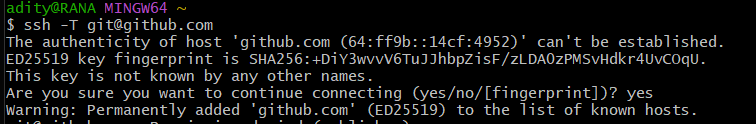 adity@RANA MINGW64 ~
$ ssh -T git@github.com
The authenticity of host 'github.com (64:ff9b::14cf:4952)' can't be established.
ED25519 key fingerprint is SHA256:+DiY3wvvV6TuJJhbpZisF/zLDA0zPMSvHdkr4UvCOqU.
This key is not known by any other names.
Are you sure you want to continue connecting (yes/no/[fingerprint])? yes
Warning: Permanently added 'github.com' (ED25519) to the list of known hosts.